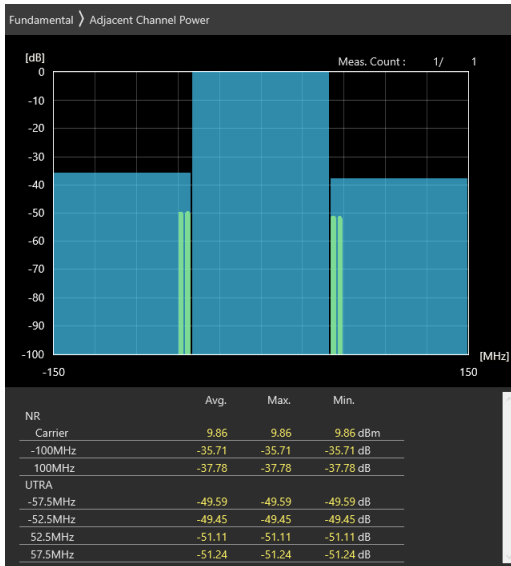 Fundamental 〉 Adjacent Channel Power
[dB] Meas. Count : 1/ 1
0
-10
-20
-30
-40
-50
-60
-70
-80
-90
-100 [MHz]
-150 150
Avg. Max. Min.
NR
Carrier 9.86 9.86 9.86 dBm
-100MHz -35.71 -35.71 -35.71 dB
100MHz -37.78 -37.78 -37.78 dB
UTRA
-57.5MHz -49.59 -49.59 -49.59 dB
-52.5MHz -49.45 -49.45 -49.45 dB
52.5MHz -51.11 -51.11 -51.11 dB
57.5MHz -51.24 -51.24 -51.24 dB